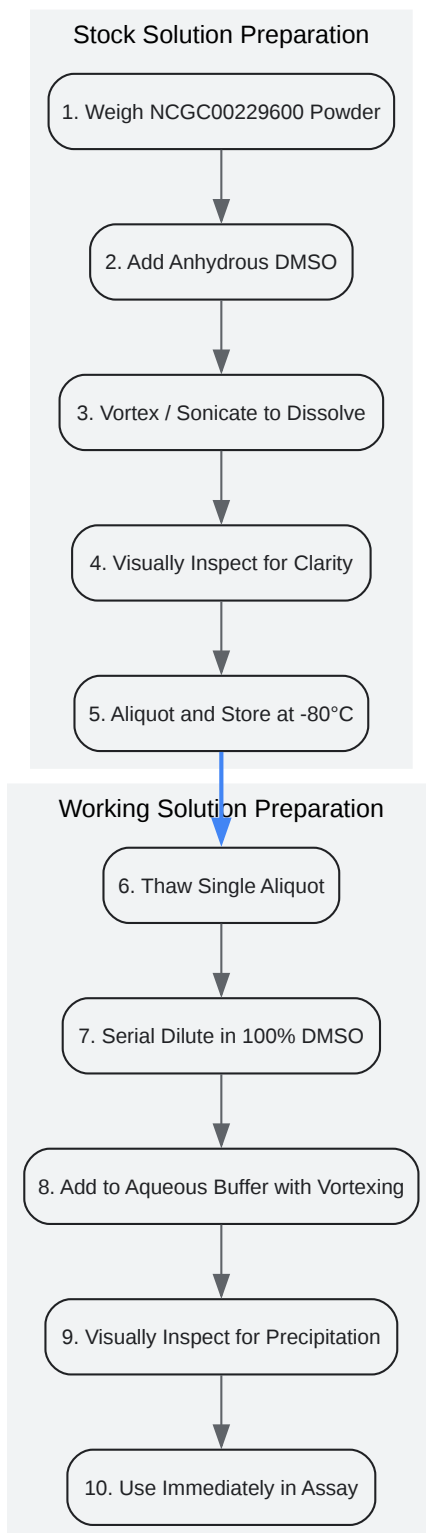 Stock Solution Preparation
1. Weigh NCGC00229600 Powder
2. Add Anhydrous DMSO
3. Vortex / Sonicate to Dissolve
4. Visually Inspect for Clarity
5. Aliquot and Store at -80°C
Working Solution Preparation
6. Thaw Single Aliquot
7. Serial Dilute in 100% DMSO
8. Add to Aqueous Buffer with Vortexing
9. Visually Inspect for Precipitation
10. Use Immediately in Assay